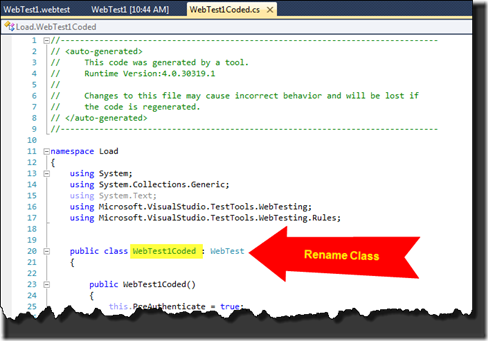 WebTest1.webtest WebTest1 [10:44 AM] WebTest1Coded.cs ✕
Load.WebTest1Coded
1 //------------------------------------------------------------------------------
2 // <auto-generated>
3 //     This code was generated by a tool.
4 //     Runtime Version:4.0.30319.1
5 //
6 //     Changes to this file may cause incorrect behavior and will be lost if
7 //     the code is regenerated.
8 // </auto-generated>
9 //------------------------------------------------------------------------------
10
11 namespace Load
12 {
13 using System;
14 using System.Collections.Generic;
15 using System.Text;
16 using Microsoft.VisualStudio.TestTools.WebTesting;
17 using Microsoft.VisualStudio.TestTools.WebTesting.Rules;
18
19
20 public class WebTest1Coded : WebTest
Rename Class
21 {
22
23 public WebTest1Coded()
24 {
25 this.PreAuthenticate = true;